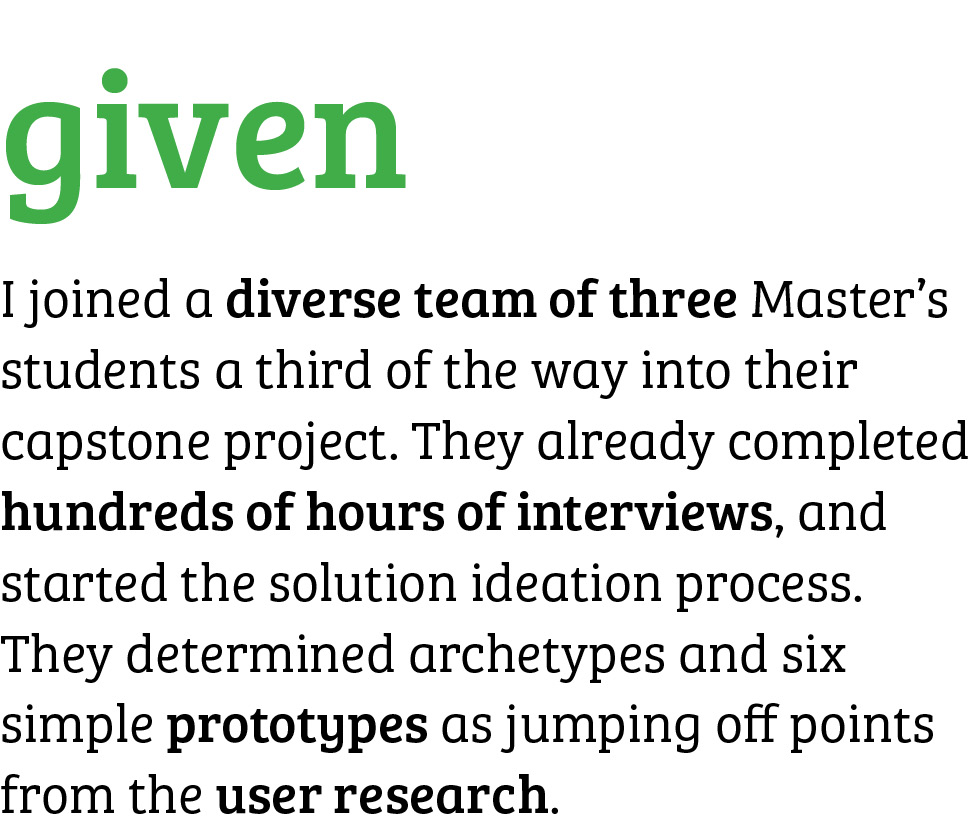 given
I joined a diverse team of three Master’s
students a third of the way into their
capstone project. They already completed
hundreds of hours of interviews, and
started the solution ideation process.
They determined archetypes and six
simple prototypes as jumping off points
from the user research.